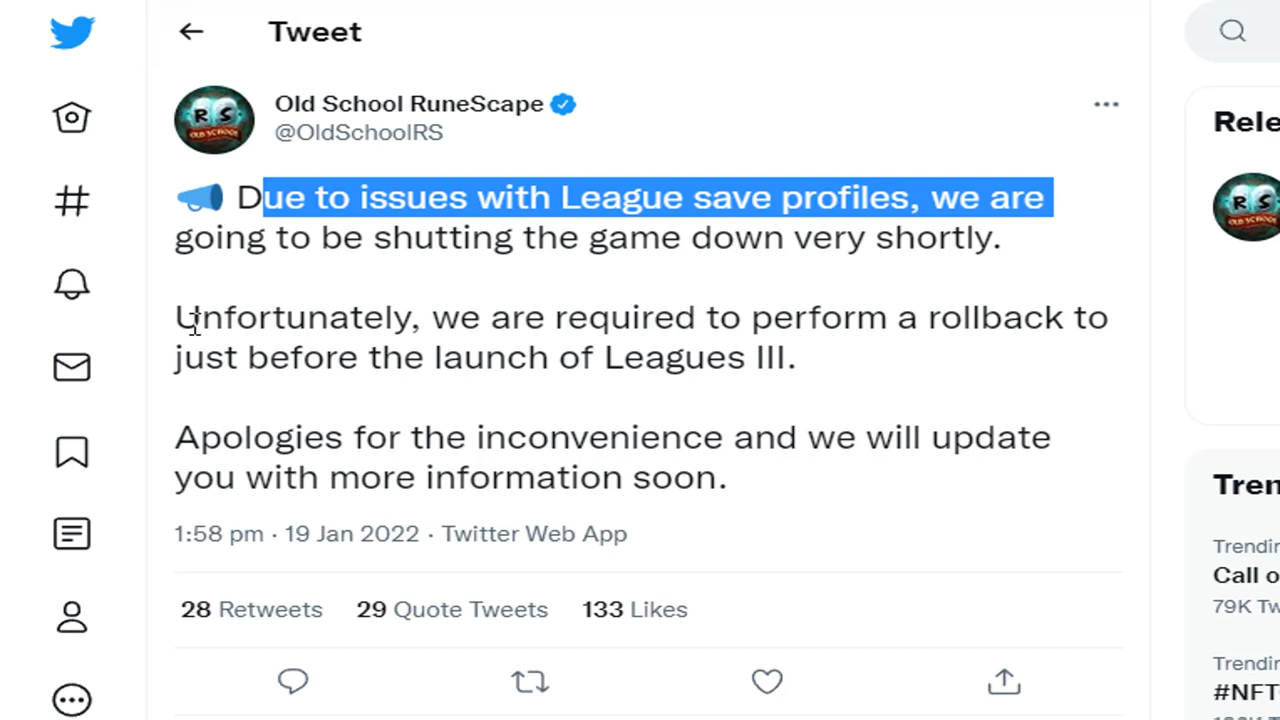 Tweet
Old School RuneScape
@OldSchoolRS
Due to issues with League save profiles, we are
going to be shutting the game down very shortly.
Unfortunately, we are required to perform a rollback to
just before the launch of Leagues III.
Apologies for the inconvenience and we will update
you with more information soon.
1:58 pm · 19 Jan 2022 · Twitter Web App
28 Retweets 29 Quote Tweets 133 Likes
Rele
RS
Tren
Trendin
Call o
79K Tw
Trendin
#NFT